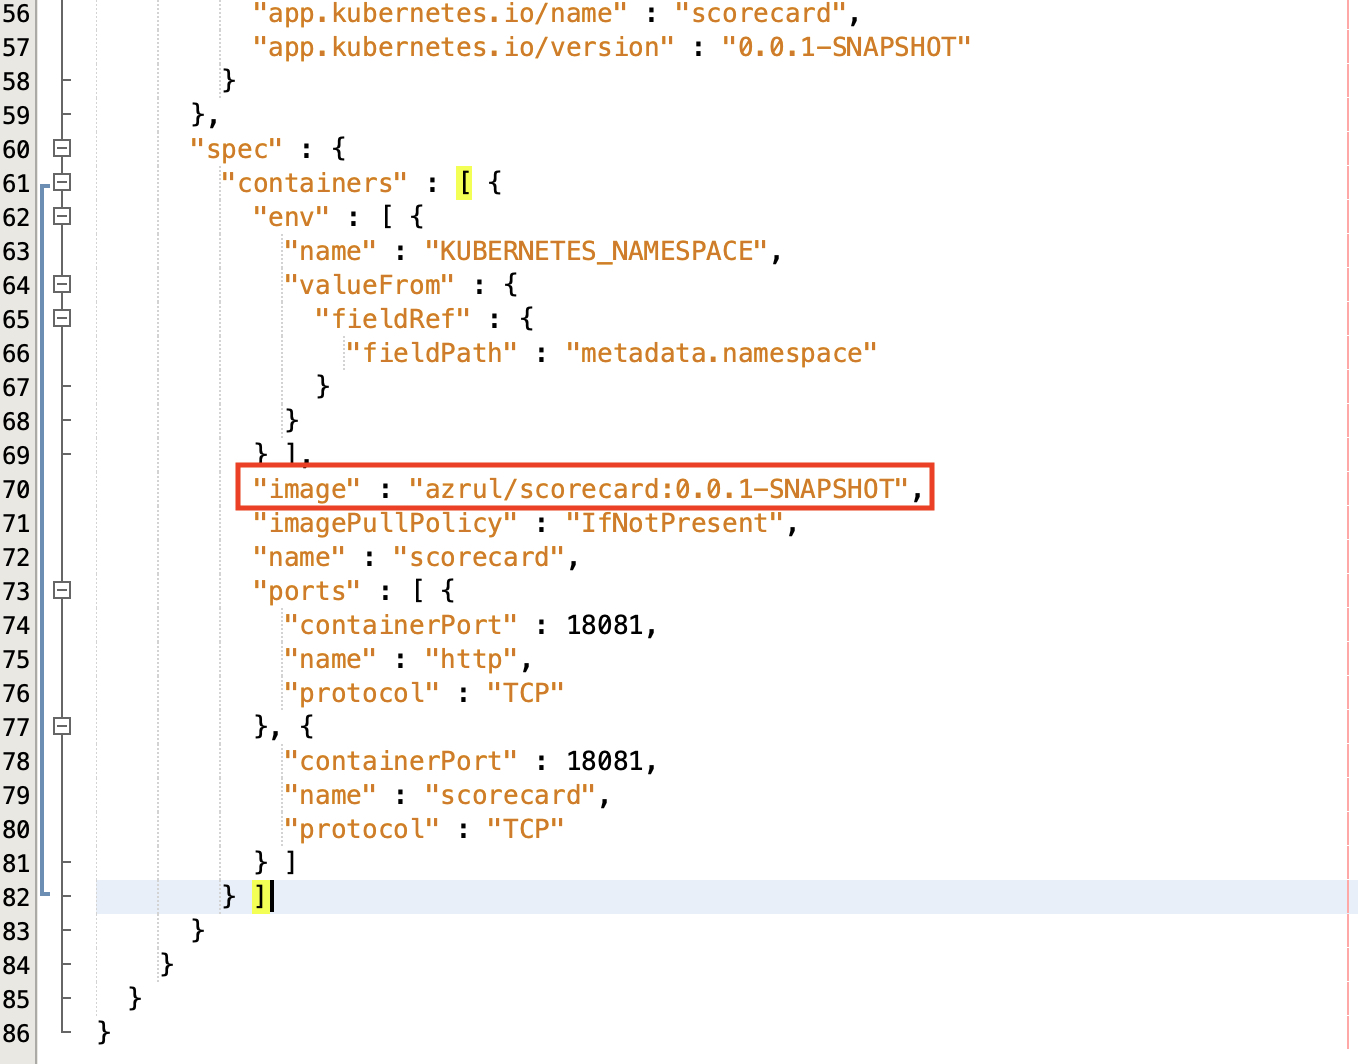 56 "app.kubernetes.io/name" : "scorecard",
57 "app.kubernetes.io/version" : "0.0.1-SNAPSHOT"
58 }
59 },
60 "spec" : {
61 "containers" : [ {
62 "env" : [ {
63 "name" : "KUBERNETES_NAMESPACE",
64 "valueFrom" : {
65 "fieldRef" : {
66 "fieldPath" : "metadata.namespace"
67 }
68 }
69 } ],
70 "image" : "azrul/scorecard:0.0.1-SNAPSHOT",
71 "imagePullPolicy" : "IfNotPresent",
72 "name" : "scorecard",
73 "ports" : [ {
74 "containerPort" : 18081,
75 "name" : "http",
76 "protocol" : "TCP"
77 }, {
78 "containerPort" : 18081,
79 "name" : "scorecard",
80 "protocol" : "TCP"
81 } ]
82 } ]
83 }
84 }
85 }
86 }